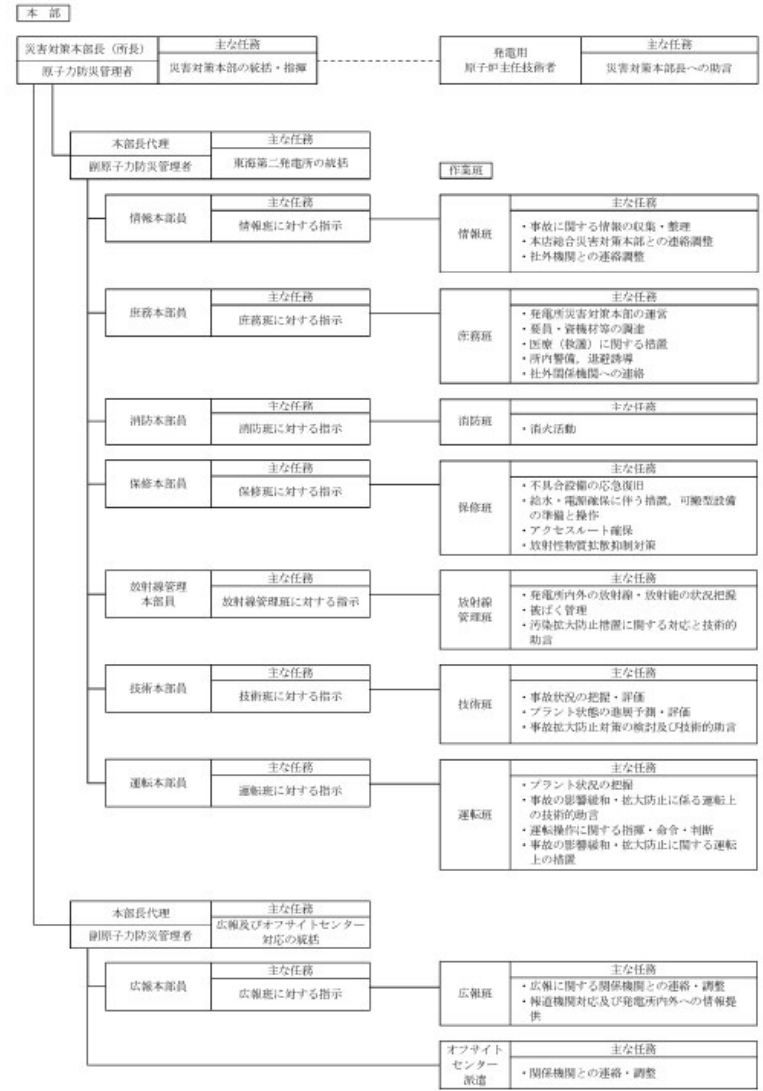 本 部
災害対策本部長（所長）
原子力防災管理者
主な任務
災害対策本部の統括・指揮
発電用
原子炉主任技術者
主な任務
災害対策本部長への助言
本部長代理
副原子力防災管理者
主な任務
東海第二発電所の統括
作業班
情報本部員
主な任務
情報班に対する指示
情報班
主な任務
・事故に関する情報の収集・整理
・本店総合災害対策本部との連絡調整
・社外機関との連絡調整
庶務本部員
主な任務
庶務班に対する指示
庶務班
主な任務
・発電所災害対策本部の運営
・要員・資機材等の調達
・医療（救護）に関する措置
・所内警備，退避誘導
・社外関係機関への連絡
消防本部員
主な任務
消防班に対する指示
消防班
主な任務
・消火活動
保修本部員
主な任務
保修班に対する指示
保修班
主な任務
・不具合設備の応急復旧
・給水・電源確保に伴う措置，可搬型設備
の準備と操作
・アクセスルート確保
・放射性物質拡散抑制対策
放射線管理
本部員
主な任務
放射線管理班に対する指示
放射線
管理班
主な任務
・発電所内外の放射線・放射能の状況把握
・被ばく管理
・汚染拡大防止措置に関する対応と技術的
助言
技術本部員
主な任務
技術班に対する指示
技術班
主な任務
・事故状況の把握・評価
・プラント状態の進展予測・評価
・事故拡大防止対策の検討及び技術的助言
運転本部員
主な任務
運転班に対する指示
運転班
主な任務
・プラント状況の把握
・事故の影響緩和・拡大防止に係る運転上
の技術的助言
・運転操作に関する指揮・命令・判断
・事故の影響緩和・拡大防止に関する運転
上の措置
本部長代理
副原子力防災管理者
主な任務
広報及びオフサイトセンター
対応の統括
広報本部員
主な任務
広報班に対する指示
広報班
主な任務
・広報に関する関係機関との連絡・調整
・報道機関対応及び発電所内外への情報提
供
オフサイト
センター
派遣
主な任務
・関係機関との連絡・調整